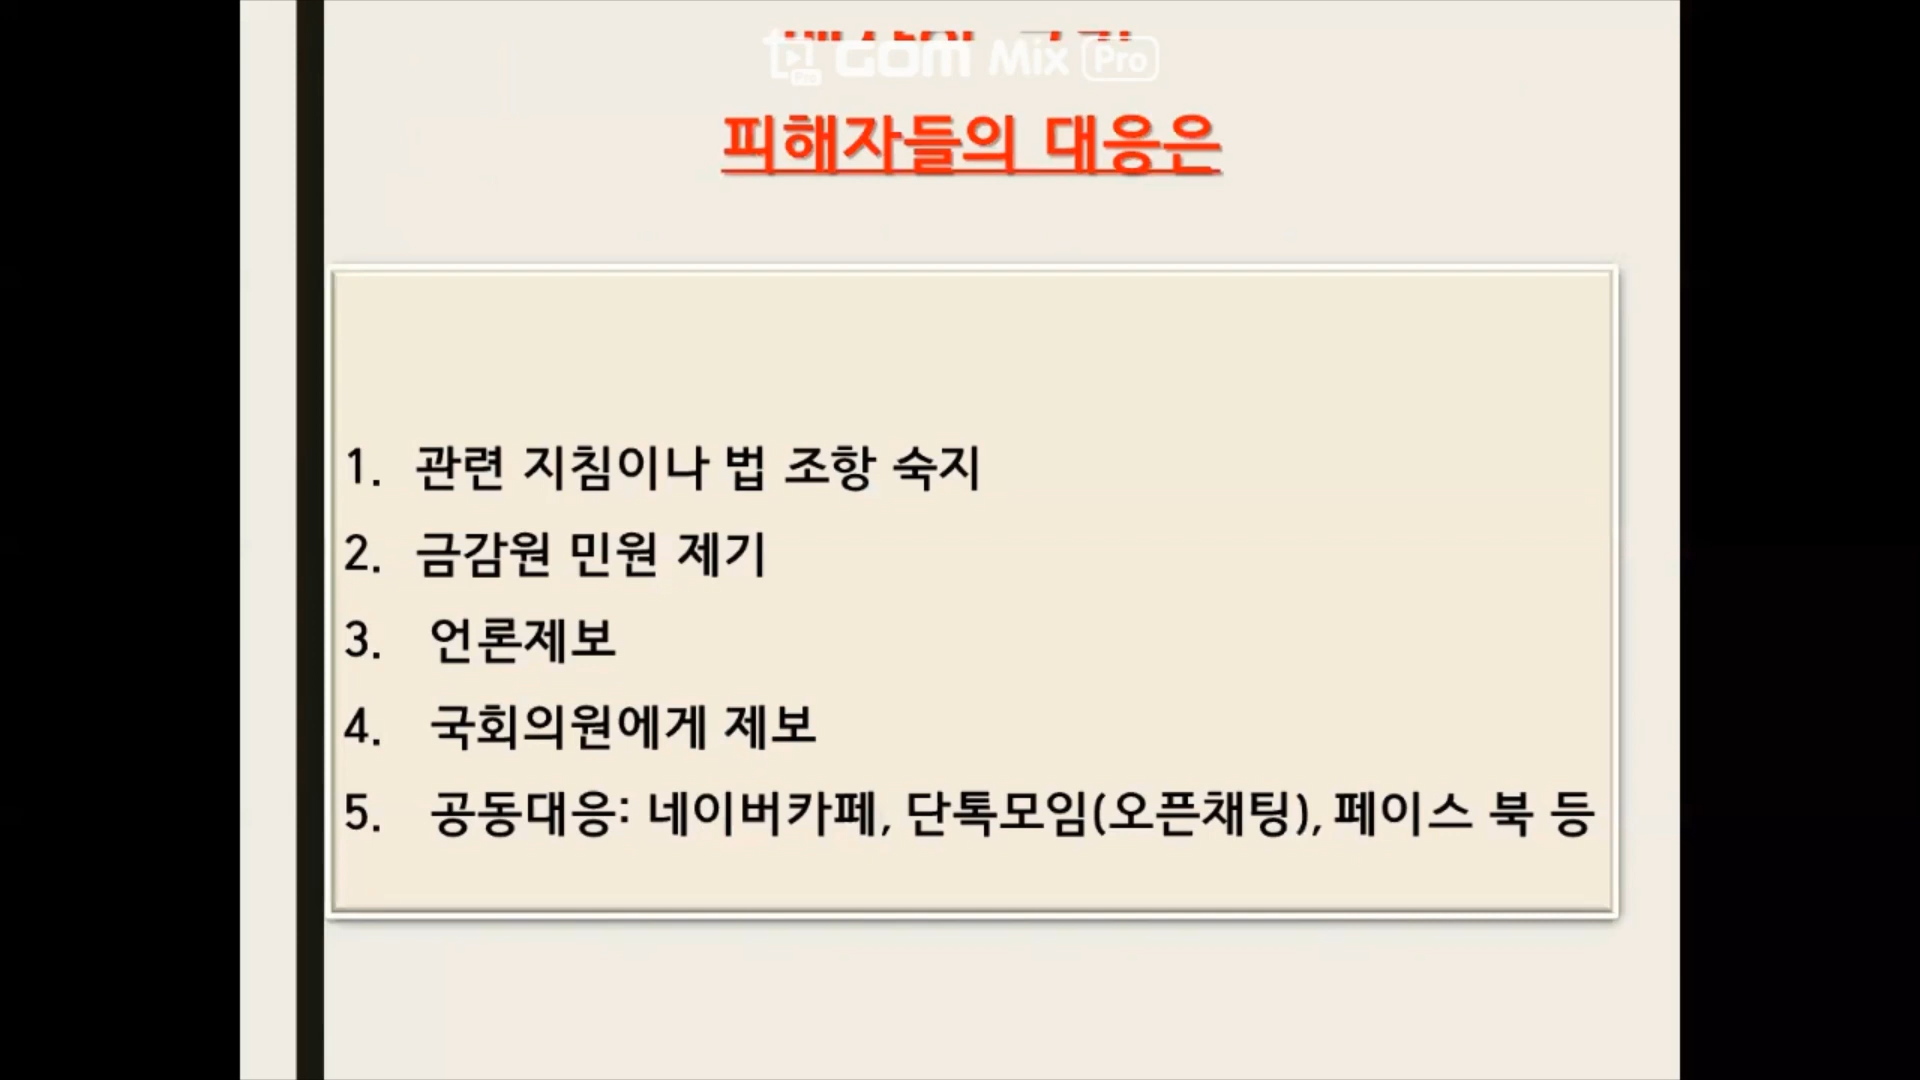 GOM Mix Pro
피해자들의 대응은
1. 관련 지침이나 법 조항 숙지
2. 금감원 민원 제기
3. 언론제보
4. 국회의원에게 제보
5. 공동대응: 네이버카페, 단톡모임(오픈채팅), 페이스 북 등